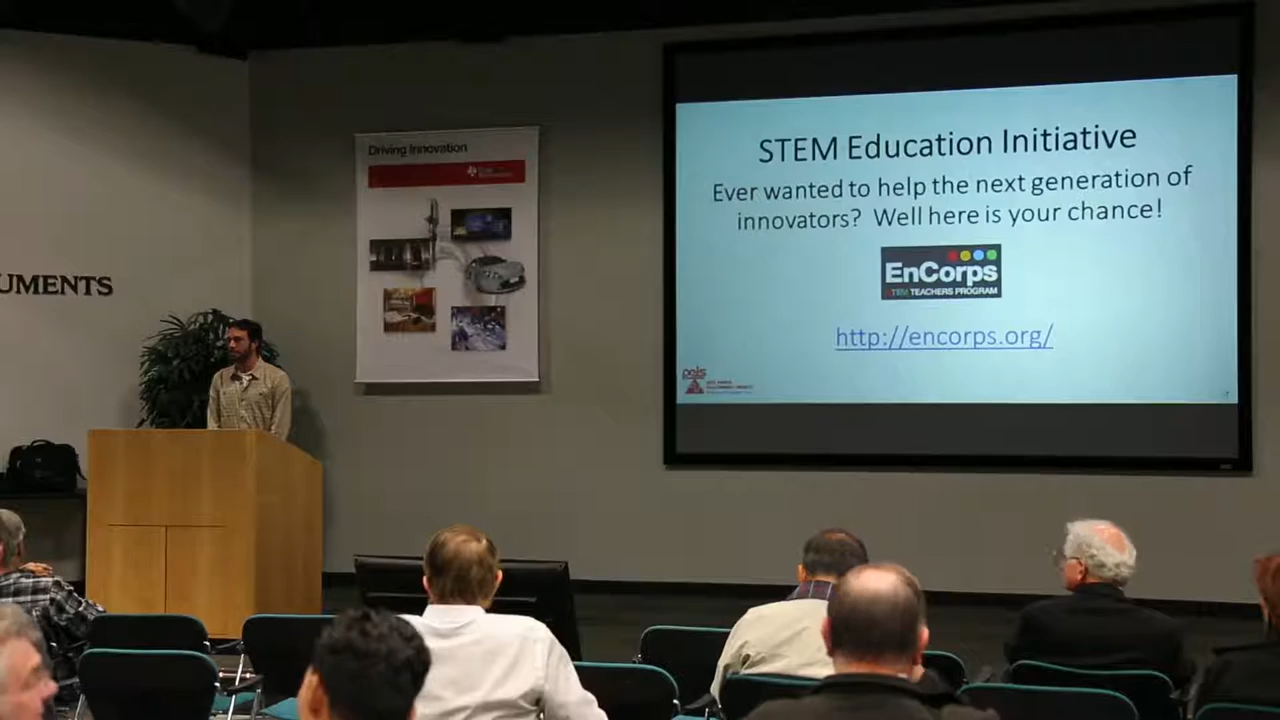 UMENTS
Driving Innovation
STEM Education Initiative
Ever wanted to help the next generation of
innovators? Well here is your chance!
EnCorps
STEM TEACHERS PROGRAM
http://encorps.org/